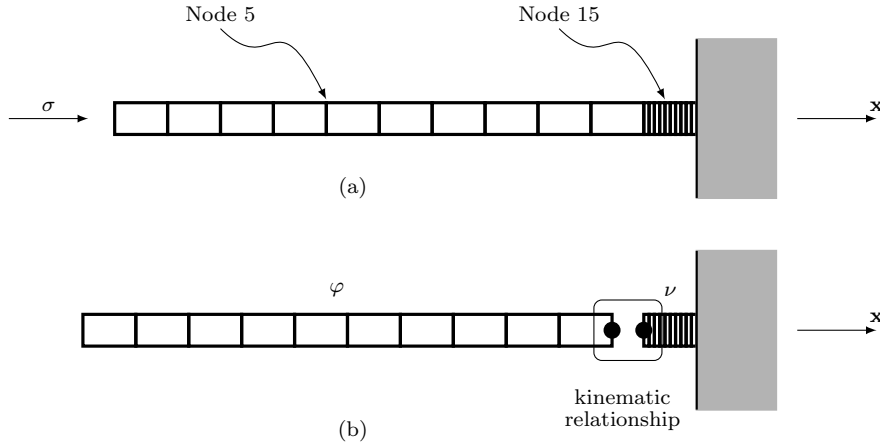 Node 5
Node 15
σ
x
(a)
φ
ν
x
kinematic
relationship
(b)